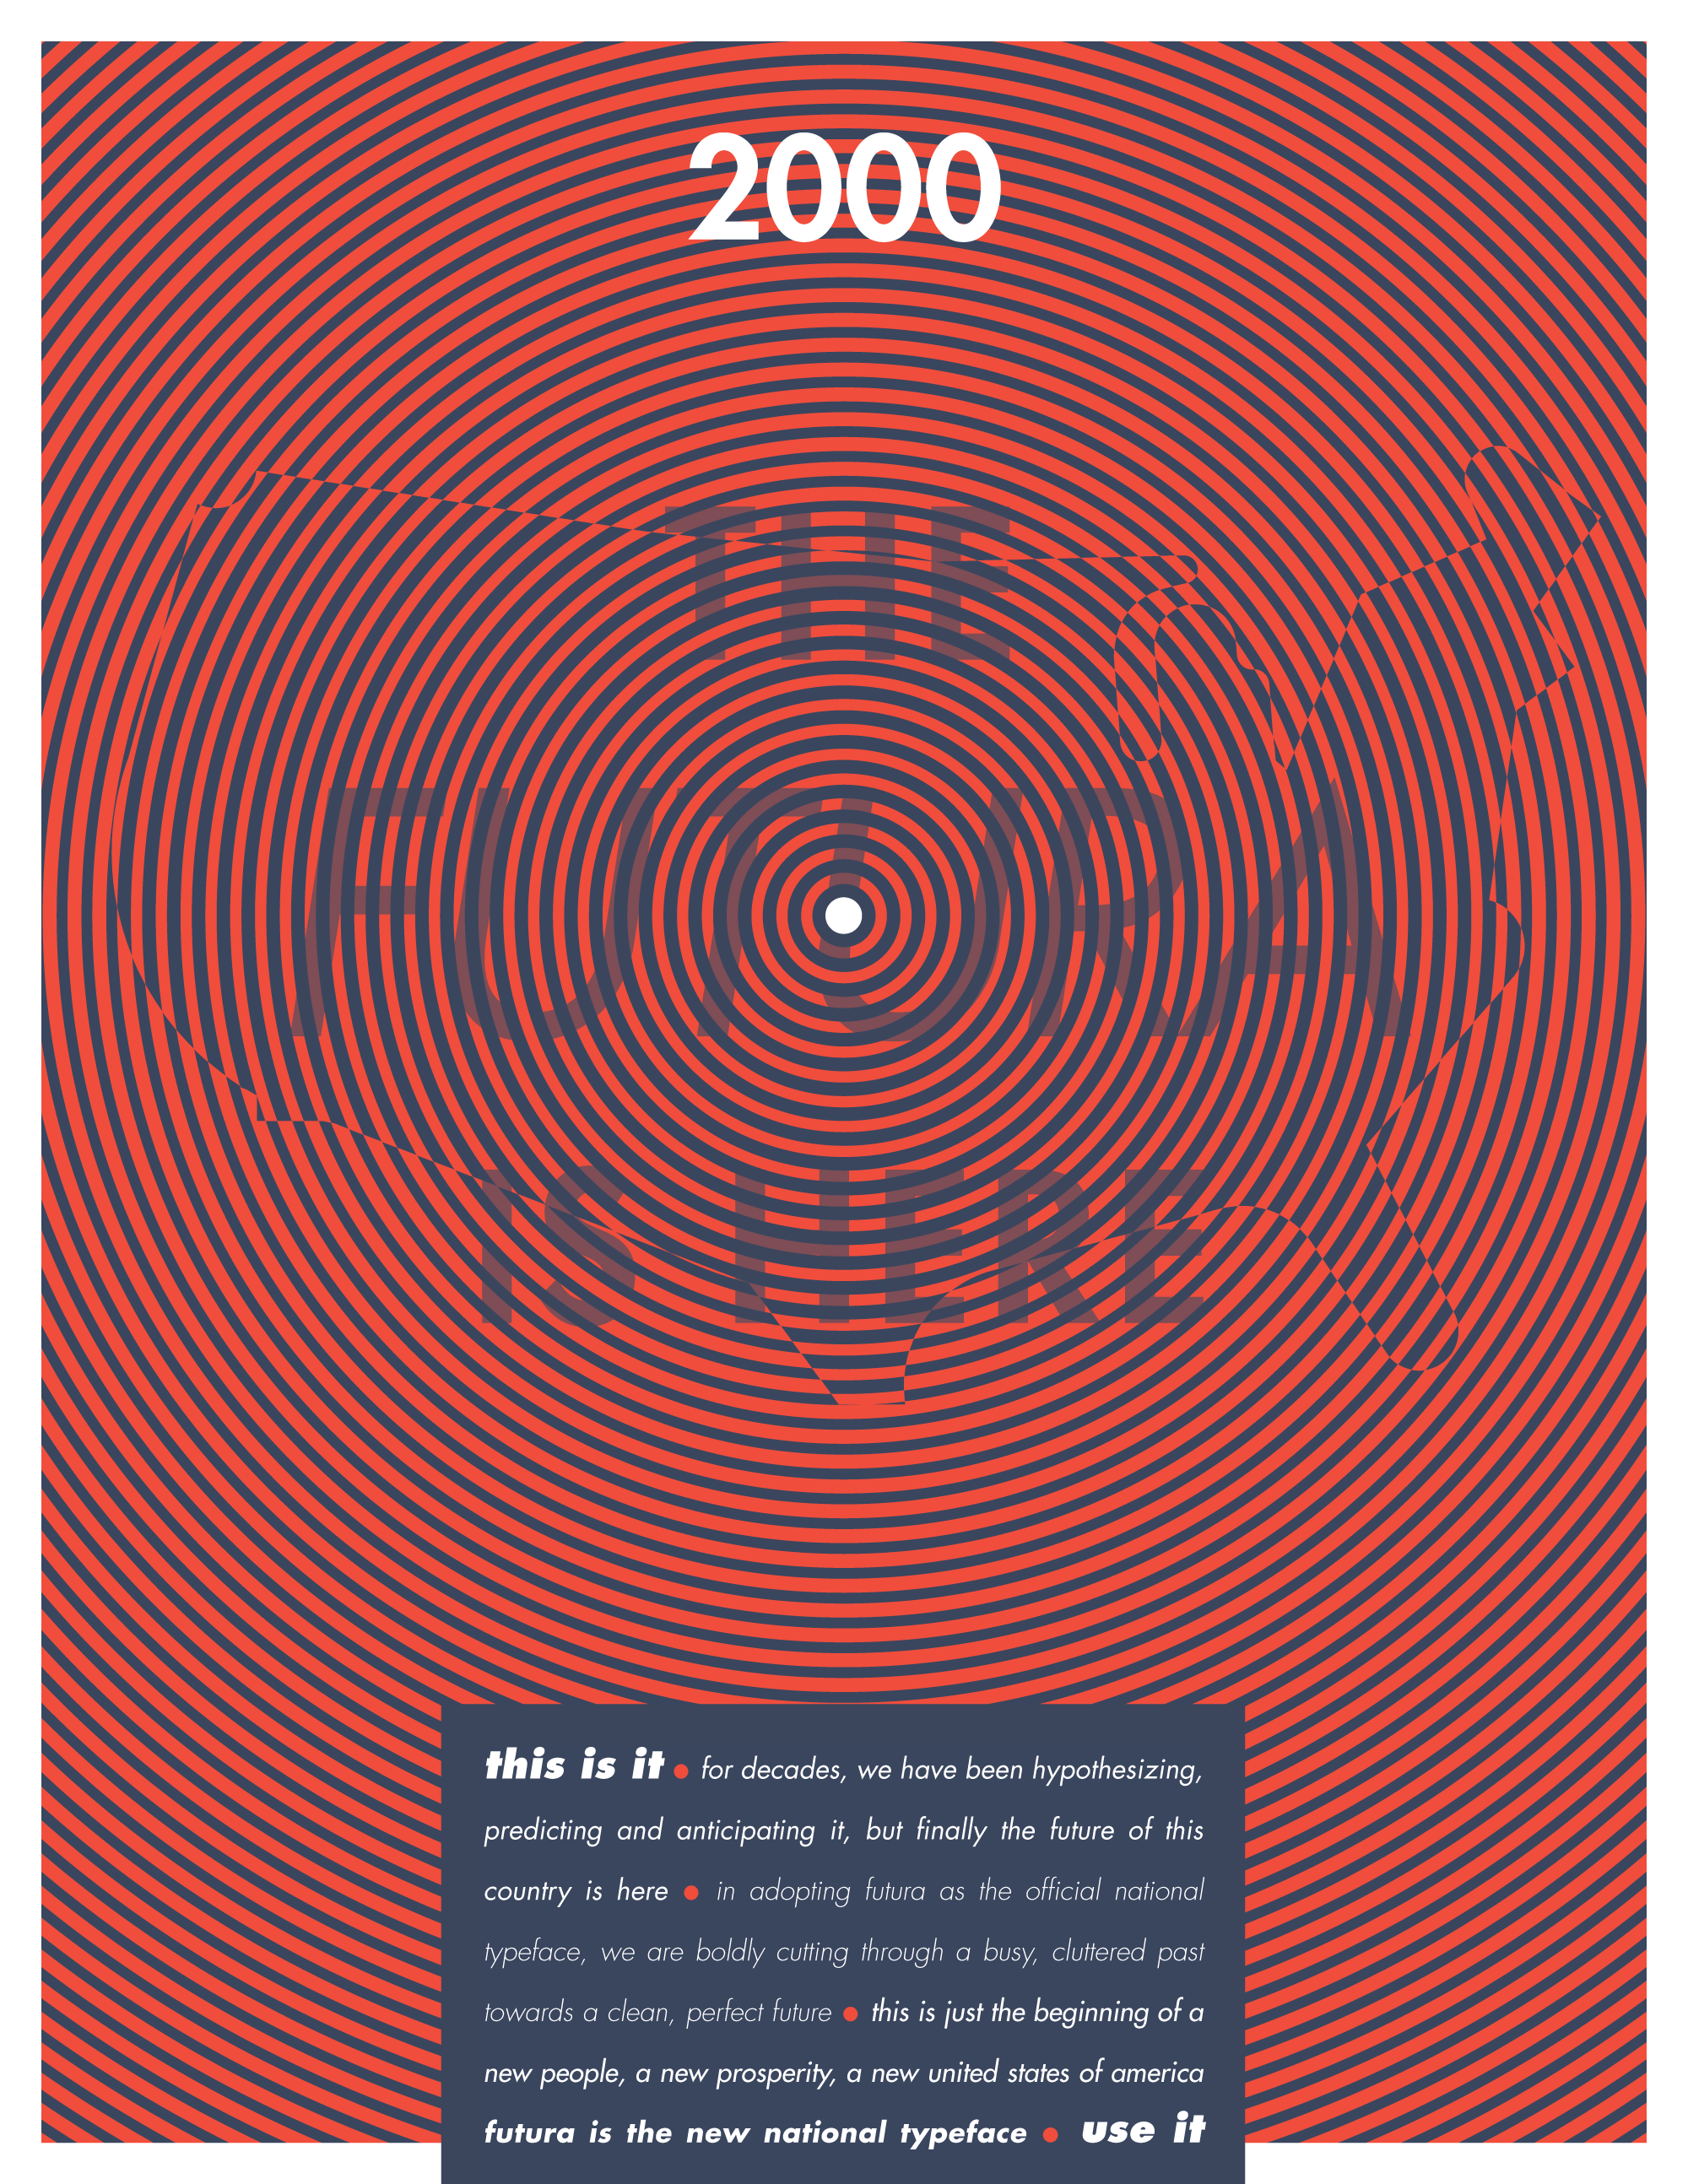 2000
THE
FUTURA
IS HERE
this is it • for decades, we have been hypothesizing,
predicting and anticipating it, but finally the future of this
country is here • in adopting futura as the official national
typeface, we are boldly cutting through a busy, cluttered past
towards a clean, perfect future • this is just the beginning of a
new people, a new prosperity, a new united states of america
futura is the new national typeface • use it